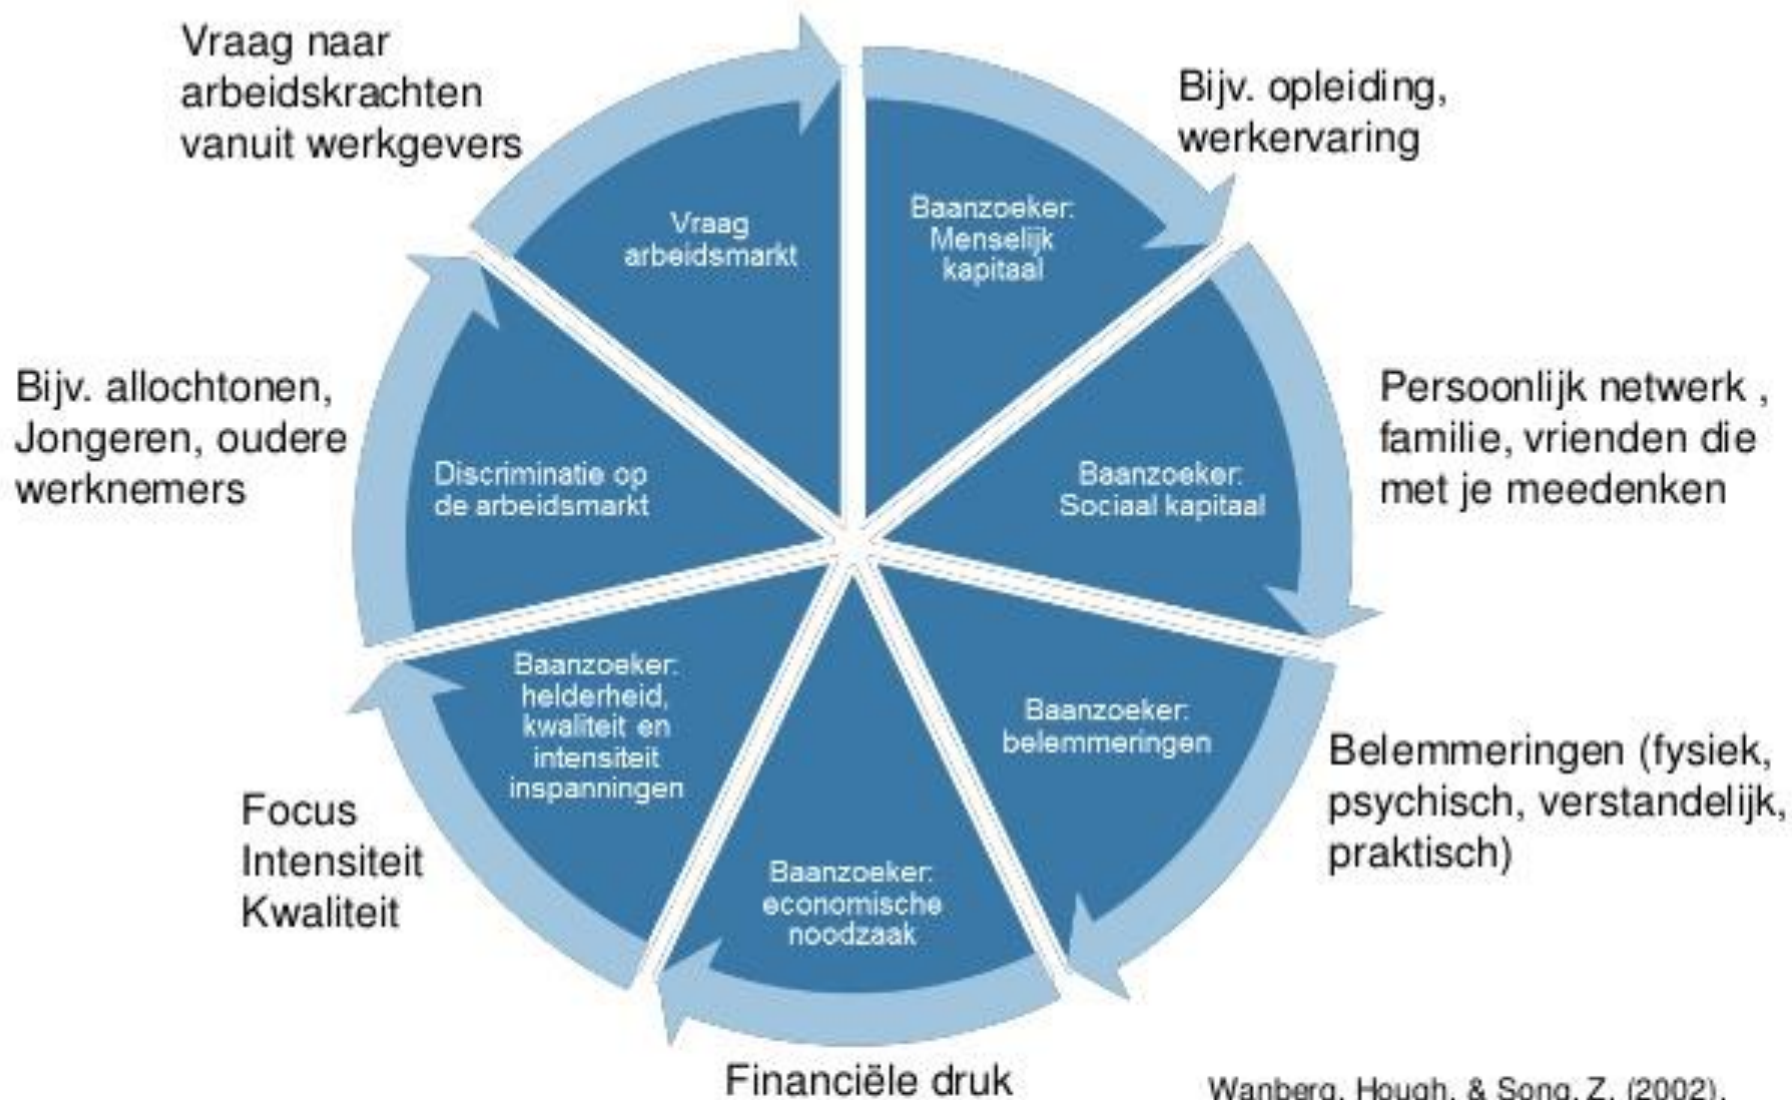 Vraag naar
arbeidskrachten
vanuit werkgevers
Bijv. opleiding,
werkervaring
Vraag
arbeidsmarkt
Baanzoeker:
Menselijk
kapitaal
Bijv. allochtonen,
Jongeren, oudere
werknemers
Discriminatie op
de arbeidsmarkt
Baanzoeker:
Sociaal kapitaal
Persoonlijk netwerk ,
familie, vrienden die
met je meedenken
Baanzoeker:
helderheid,
kwaliteit en
intensiteit
inspanningen
Baanzoeker:
belemmeringen
Belemmeringen (fysiek,
psychisch, verstandelijk,
praktisch)
Focus
Intensiteit
Kwaliteit
Baanzoeker:
economische
noodzaak
Financiële druk
Wanberg, Hough, & Song, Z. (2002).